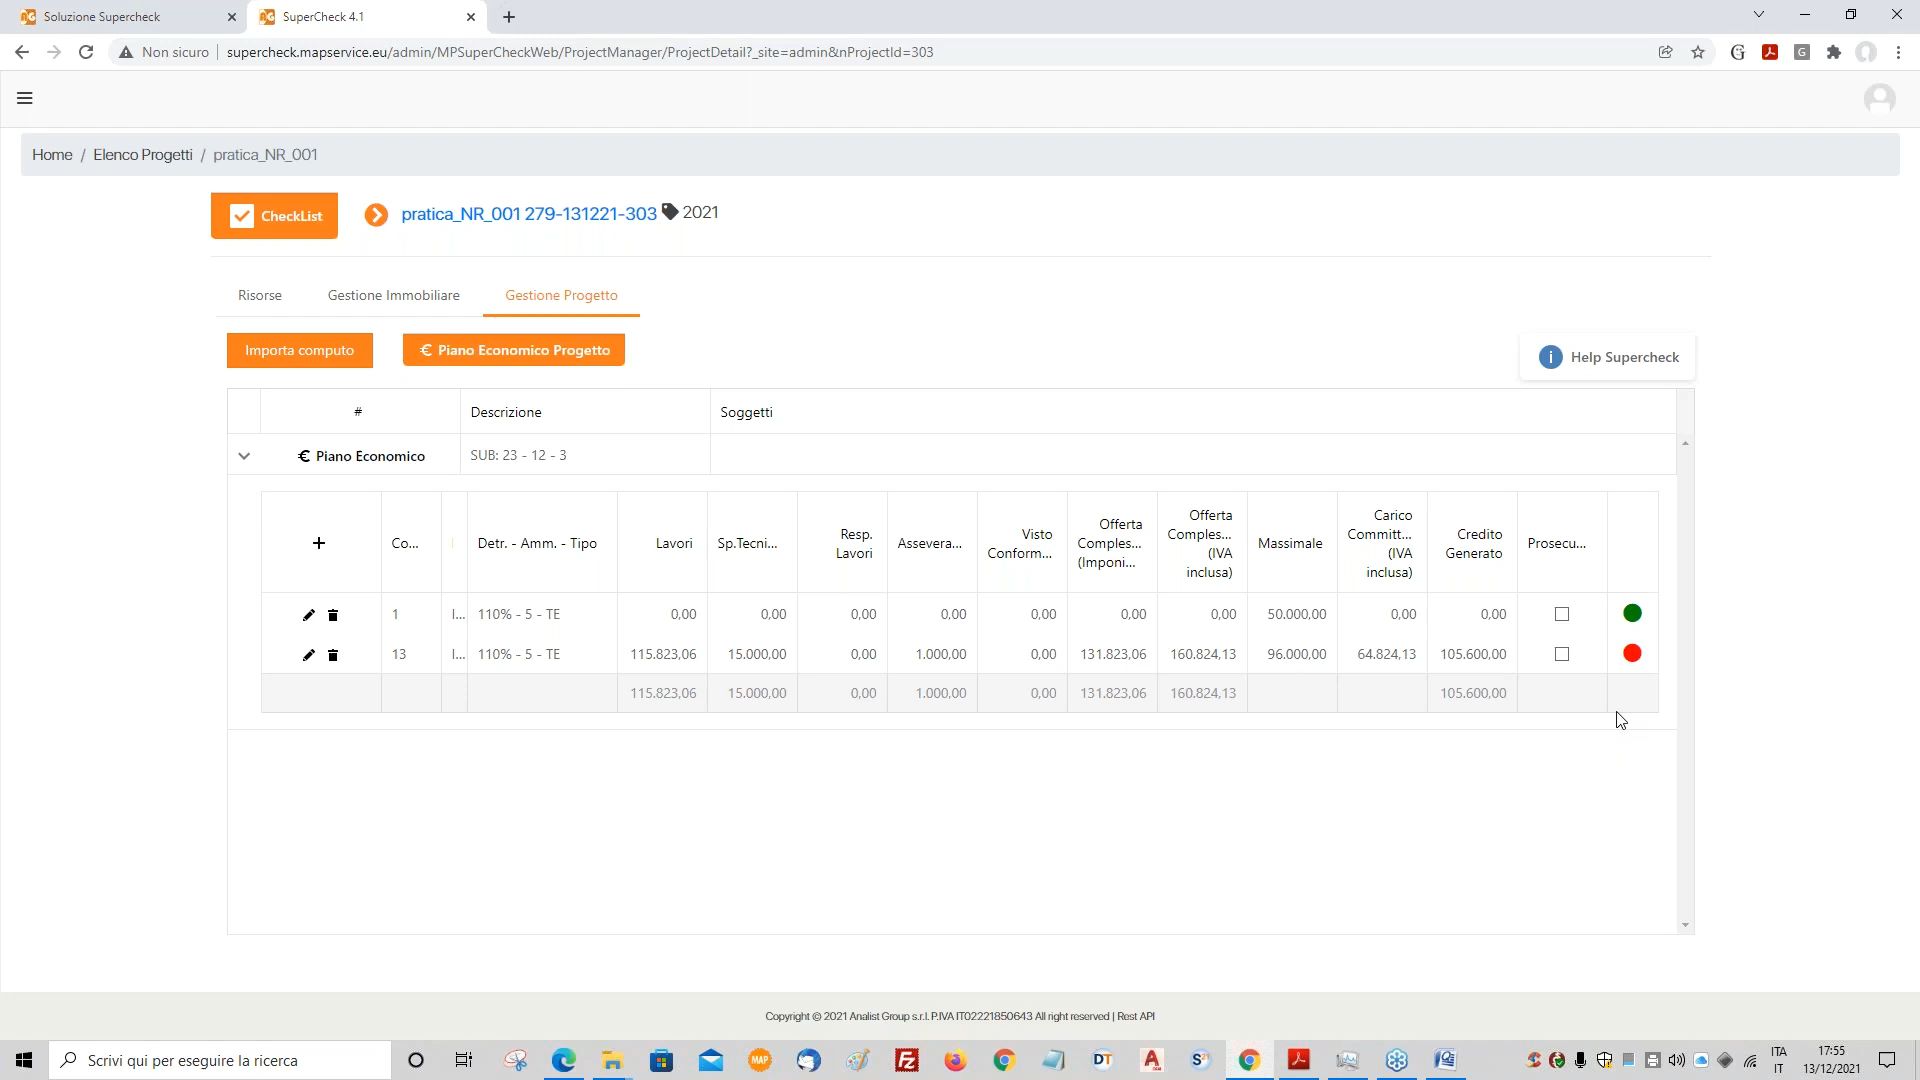 Soluzione Supercheck
SuperCheck 4.1
Non sicuro
supercheck.mapservice.eu/admin/MPSuperCheckWeb/ProjectManager/ProjectDetail?_site=admin&nProjectId=303
Home / Elenco Progetti / pratica_NR_001
CheckList
pratica_NR_001 279-131221-303 2021
Risorse
Gestione Immobiliare
Gestione Progetto
Importa computo
€ Piano Economico Progetto
Help Supercheck
# Descrizione Soggetti
€ Piano Economico SUB: 23 - 12 - 3
+ Co... Detr. - Amm. - Tipo Lavori Sp.Tecni... Resp. Lavori Assevera... Visto Conform... Offerta Comples... (Imponi... Offerta Comples... (IVA inclusa) Massimale Carico Committ... (IVA inclusa) Credito Generato Prosecu...
1 I... 110% - 5 - TE 0,00 0,00 0,00 0,00 0,00 0,00 0,00 50.000,00 0,00 0,00
13 I... 110% - 5 - TE 115.823,06 15.000,00 0,00 1.000,00 0,00 131.823,06 160.824,13 96.000,00 64.824,13 105.600,00
115.823,06 15.000,00 0,00 1.000,00 0,00 131.823,06 160.824,13 105.600,00
Copyright © 2021 Analist Group s.r.l. P.IVA IT02221850643 All right reserved | Rest API
Scrivi qui per eseguire la ricerca
MAP
DT
ITA
IT
17:55
13/12/2021